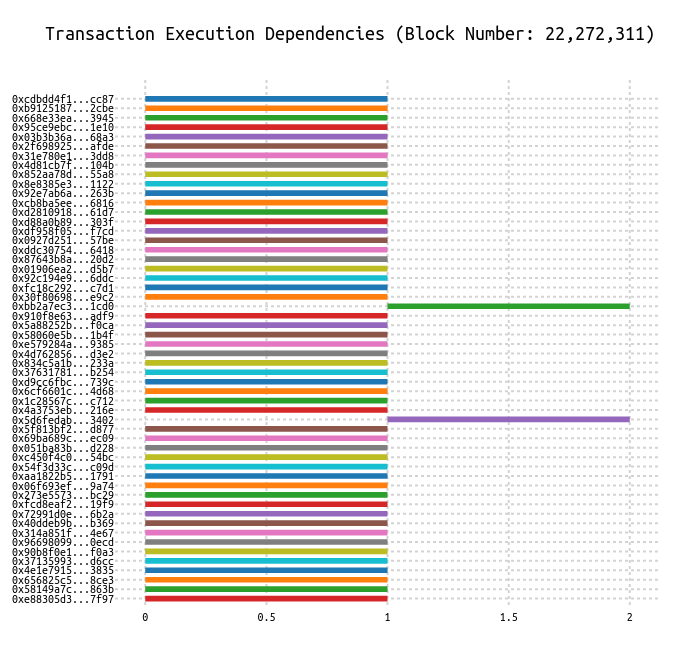 Transaction Execution Dependencies (Block Number: 22,272,311)
0xcdbdd4f1...cc87
0xb9125187...2cbe
0x668e33ea...3945
0x95ce9ebc...1e10
0x03b3b36a...68a3
0x2f698925...afde
0x31e780e1...3dd8
0x4d81cb7f...104b
0x852aa78d...55a8
0x8e8385e3...1122
0x92e7ab6a...263b
0xcb8ba5ee...6816
0xd2810918...61d7
0xd88a0b89...303f
0xdf958f05...f7cd
0x0927d251...57be
0xddc30754...6418
0x87643b8a...20d2
0x01906ea2...d5b7
0x92c194e9...6ddc
0xfc18c292...c7d1
0x30f80698...e9c2
0xbb2a7ec3...1cd0
0x910f8e63...adf9
0x5a88252b...f0ca
0x58060e5b...1b4f
0xe579284a...9385
0x4d762856...d3e2
0x834c5a1b...233a
0x37631781...b254
0xd9cc6fbc...739c
0x6cf6601c...4d68
0x1c28567c...c712
0x4a3753eb...216e
0x5d6fedab...3402
0x5f813bf2...d877
0x69ba689c...ec09
0x051ba83b...d228
0xc450f4c0...54bc
0x54f3d33c...c09d
0xaa1822b5...1791
0x06f693ef...9a74
0x273e5573...bc29
0xfcd8eaf2...19f9
0x72991d0e...6b2a
0x40ddeb9b...b369
0x314a851f...4e67
0x96698099...0ecd
0x90b8f0e1...f0a3
0x37135993...d6cc
0x4e1e7915...3835
0x656825c5...8ce3
0x58149a7c...863b
0xe88305d3...7f97
0 0.5 1 1.5 2